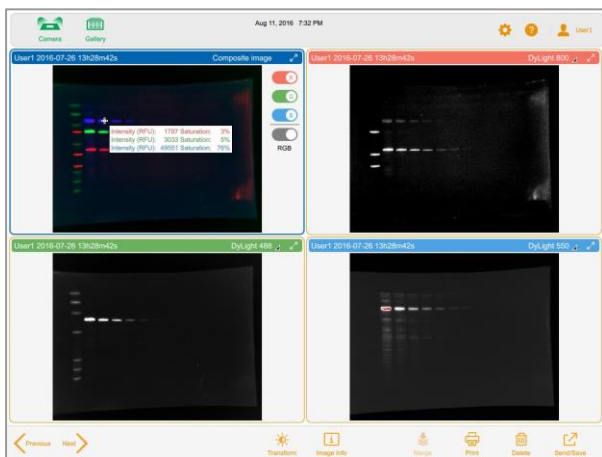 Aug 11, 2016 7:32 PM
Camera
Gallery
User1
User1 2016-07-26 13h28m42s
Composite image
User1 2016-07-26 13h28m42s
DyLight 800
R
G
B
RGB
Intensity (RFU): 1787 Saturation: 3%
Intensity (RFU): 3033 Saturation: 5%
Intensity (RFU): 49551 Saturation: 76%
User1 2016-07-26 13h28m42s
DyLight 488
User1 2016-07-26 13h28m42s
DyLight 550
Previous
Next
Transform
Image info
Merge
Print
Delete
Send/Save